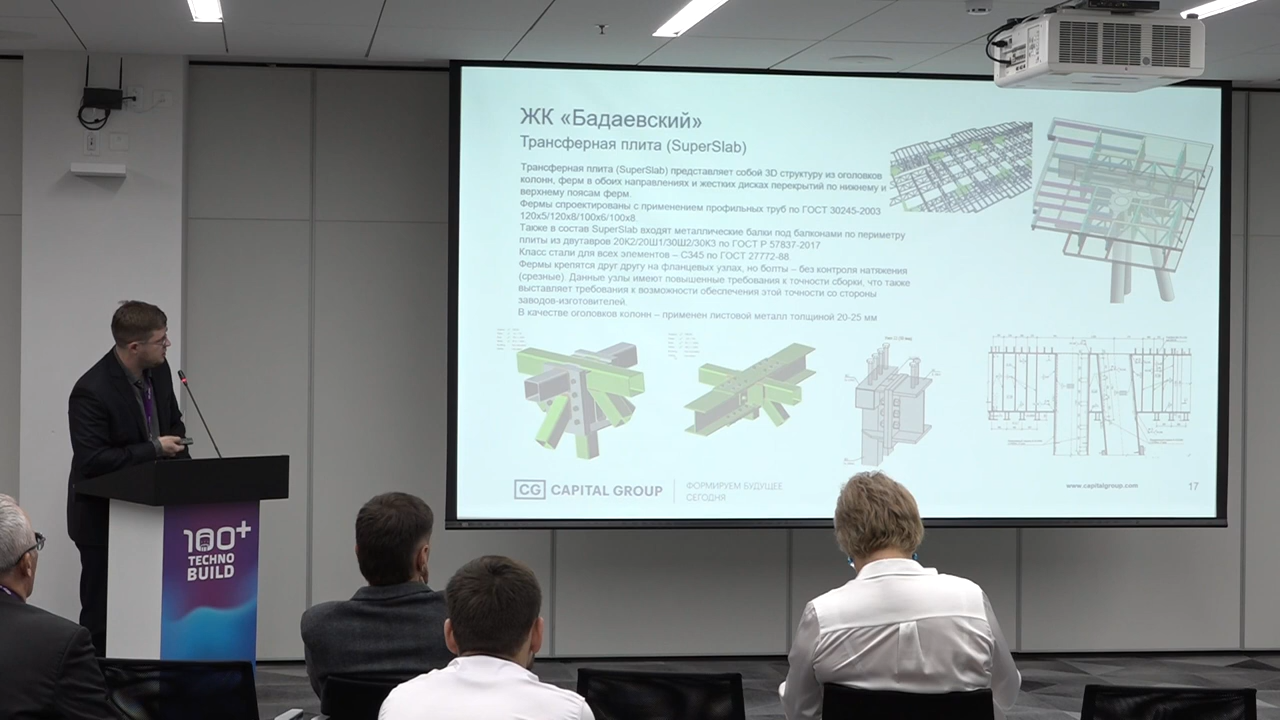 ЖК «Бадаевский»
Трансферная плита (SuperSlab)
Трансферная плита (SuperSlab) представляет собой 3D структуру из оголовков
колонн, ферм в обоих направлениях и жестких дисках перекрытий по нижнему и
верхнему поясам ферм.
Фермы спроектированы с применением профильных труб по ГОСТ 30245-2003
120х5/120х8/100х6/100х8.
Также в состав SuperSlab входят металлические балки под балконами по периметру
плиты из двутавров 20К2/20Ш1/30Ш2/30К3 по ГОСТ Р 57837-2017
Класс стали для всех элементов – С345 по ГОСТ 27772-88.
Фермы крепятся друг другу на фланцевых узлах, но болты – без контроля натяжения
(срезные). Данные узлы имеют повышенные требования к точности сборки, что также
выставляет требования к возможности обеспечения этой точности со стороны
заводов-изготовителей.
В качестве оголовков колонн – применен листовой металл толщиной 20-25 мм
CG CAPITAL GROUP
ФОРМИРУЕМ БУДУЩЕЕ
СЕГОДНЯ
www.capitalgroup.com
17
100+
TECHNO
BUILD